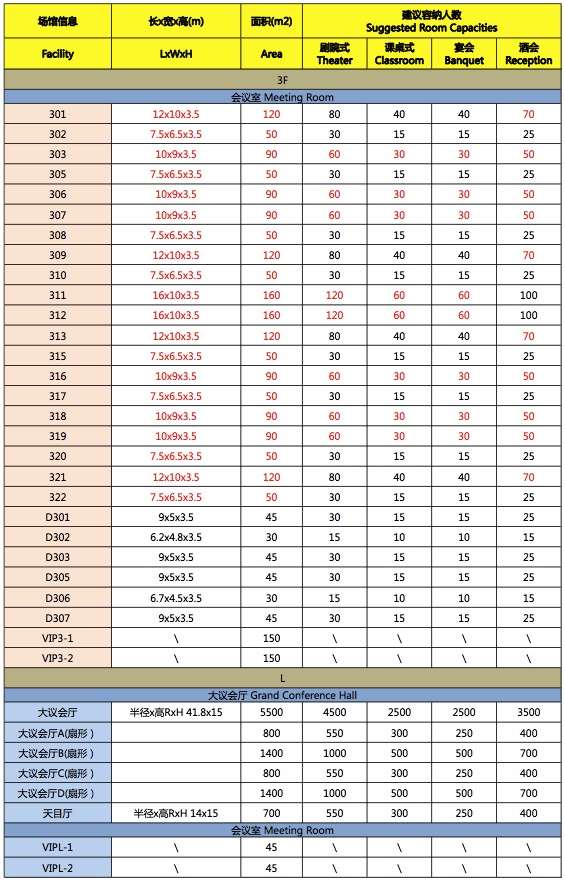 场馆信息 长x宽x高(m) 面积(m2) 建议容纳人数
Suggested Room Capacities
Facility LxWxH Area 剧院式 Theater 课桌式 Classroom 宴会 Banquet 酒会 Reception
3F
会议室 Meeting Room
301 12x10x3.5 120 80 40 40 70
302 7.5x6.5x3.5 50 30 15 15 25
303 10x9x3.5 90 60 30 30 50
305 7.5x6.5x3.5 50 30 15 15 25
306 10x9x3.5 90 60 30 30 50
307 10x9x3.5 90 60 30 30 50
308 7.5x6.5x3.5 50 30 15 15 25
309 12x10x3.5 120 80 40 40 70
310 7.5x6.5x3.5 50 30 15 15 25
311 16x10x3.5 160 120 60 60 100
312 16x10x3.5 160 120 60 60 100
313 12x10x3.5 120 80 40 40 70
315 7.5x6.5x3.5 50 30 15 15 25
316 10x9x3.5 90 60 30 30 50
317 7.5x6.5x3.5 50 30 15 15 25
318 10x9x3.5 90 60 30 30 50
319 10x9x3.5 90 60 30 30 50
320 7.5x6.5x3.5 50 30 15 15 25
321 12x10x3.5 120 80 40 40 70
322 7.5x6.5x3.5 50 30 15 15 25
D301 9x5x3.5 45 30 15 15 25
D302 6.2x4.8x3.5 30 15 10 10 15
D303 9x5x3.5 45 30 15 15 25
D305 9x5x3.5 45 30 15 15 25
D306 6.7x4.5x3.5 30 15 10 10 15
D307 9x5x3.5 45 30 15 15 25
VIP3-1 \ 150 \ \ \ \
VIP3-2 \ 150 \ \ \ \
L
大议会厅 Grand Conference Hall
大议会厅 半径x高RxH 41.8x15 5500 4500 2500 2500 3500
大议会厅A(扇形） 800 550 300 250 400
大议会厅B(扇形） 1400 1000 500 500 700
大议会厅C(扇形） 800 550 300 250 400
大议会厅D(扇形） 1400 1000 500 500 700
天目厅 半径x高RxH 14x15 700 550 300 250 400
会议室 Meeting Room
VIPL-1 \ 45 \ \ \ \
VIPL-2 \ 45 \ \ \ \